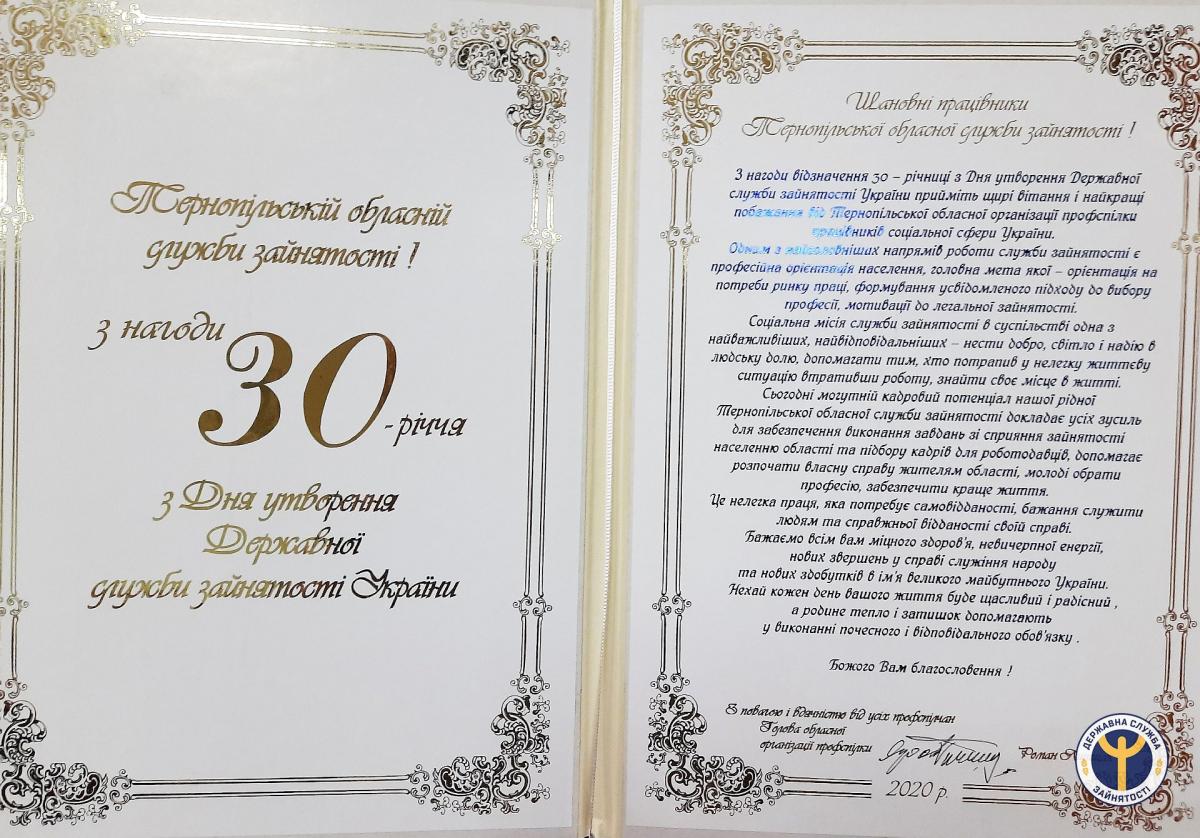 Тернопільській обласній
служби зайнятості !
з нагоди
30
-річчя
з Дня утворення
Державної
служби зайнятості України
Шановні працівники
Тернопільської обласної служби зайнятості !
З нагоди відзначення 30 – річниці з Дня утворення Державної
служби зайнятості України прийміть щирі вітання і найкращі
побажання від Тернопільської обласної організації профспілки
працівників соціальної сфери України.
Одним з найголовніших напрямів роботи служби зайнятості є
професійна орієнтація населення, головна мета якої – орієнтація на
потреби ринку праці, формування усвідомленого підходу до вибору
професії, мотивації до легальної зайнятості.
Соціальна місія служби зайнятості в суспільстві одна з
найважливіших, найвідповідальніших – нести добро, світло і надію в
людську долю, допомагати тим, хто потрапив у нелегку життєву
ситуацію втративши роботу, знайти своє місце в житті.
Сьогодні могутній кадровий потенціал нашої рідної
Тернопільської обласної служби зайнятості докладає усіх зусиль
для забезпечення виконання завдань зі сприяння зайнятості
населенню області та підбору кадрів для роботодавців, допомагає
розпочати власну справу жителям області, молоді обрати
професію, забезпечити краще життя.
Це нелегка праця, яка потребує самовідданості, бажання служити
людям та справжньої відданості своїй справі.
Бажаємо всім вам міцного здоров'я, невичерпної енергії,
нових звершень у справі служіння народу
та нових здобутків в ім'я великого майбутнього України.
Нехай кожен день вашого життя буде щасливий і радісний ,
а родине тепло і затишок допомагають
у виконанні почесного і відповідального обов'язку .
Божого Вам благословення !
З повагою і вдячністю від усіх профспілчан
Голова обласної
організації профспілки
Роман
2020 р.
ДЕРЖАВНА СЛУЖБА
ЗАЙНЯТОСТІ